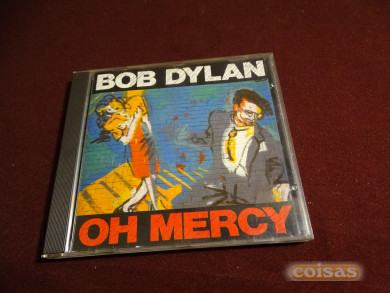 BOB DYLAN
OH MERCY
coisas